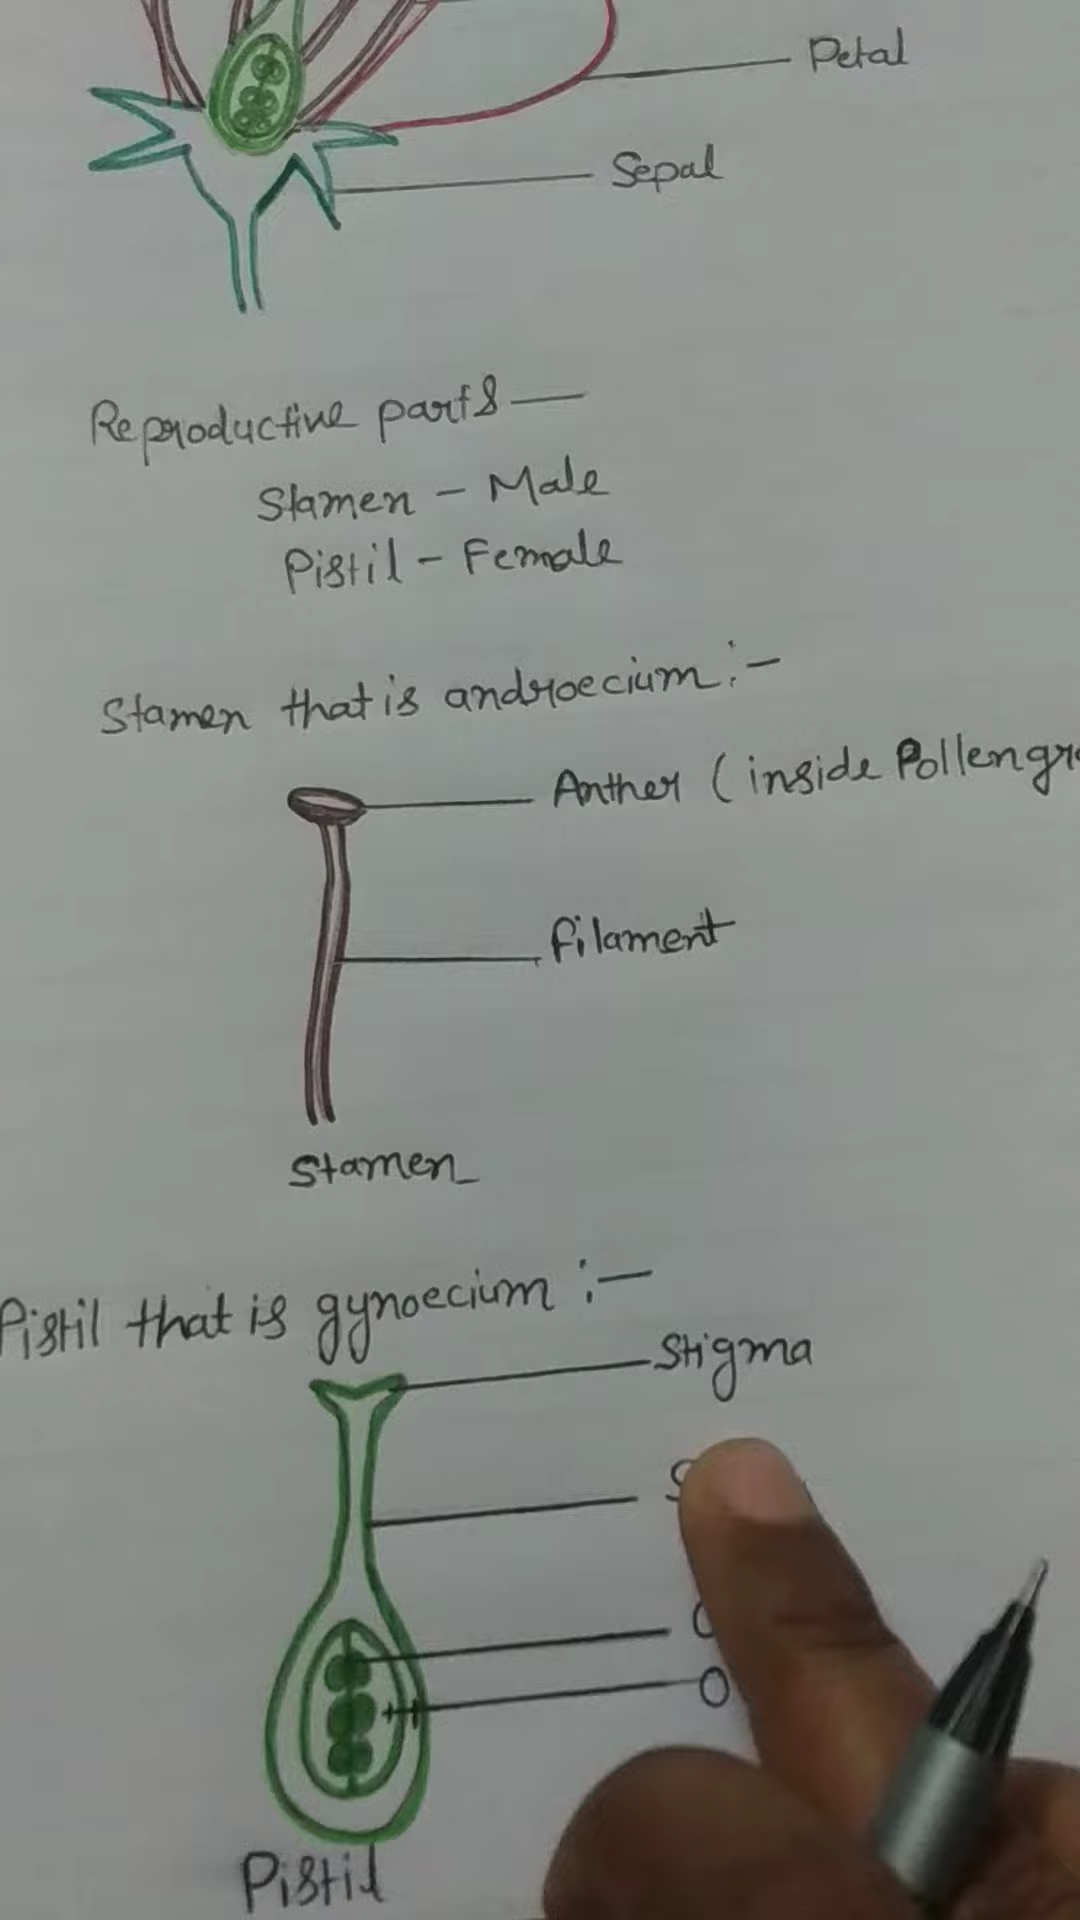 Petal
Sepal
Reproductive parts —
Stamen - Male
Pistil - Female
Stamen that is androecium :-
Anther (inside
filament
Stamen
Pistil that is gynoecium :-
Stigma
Pistil